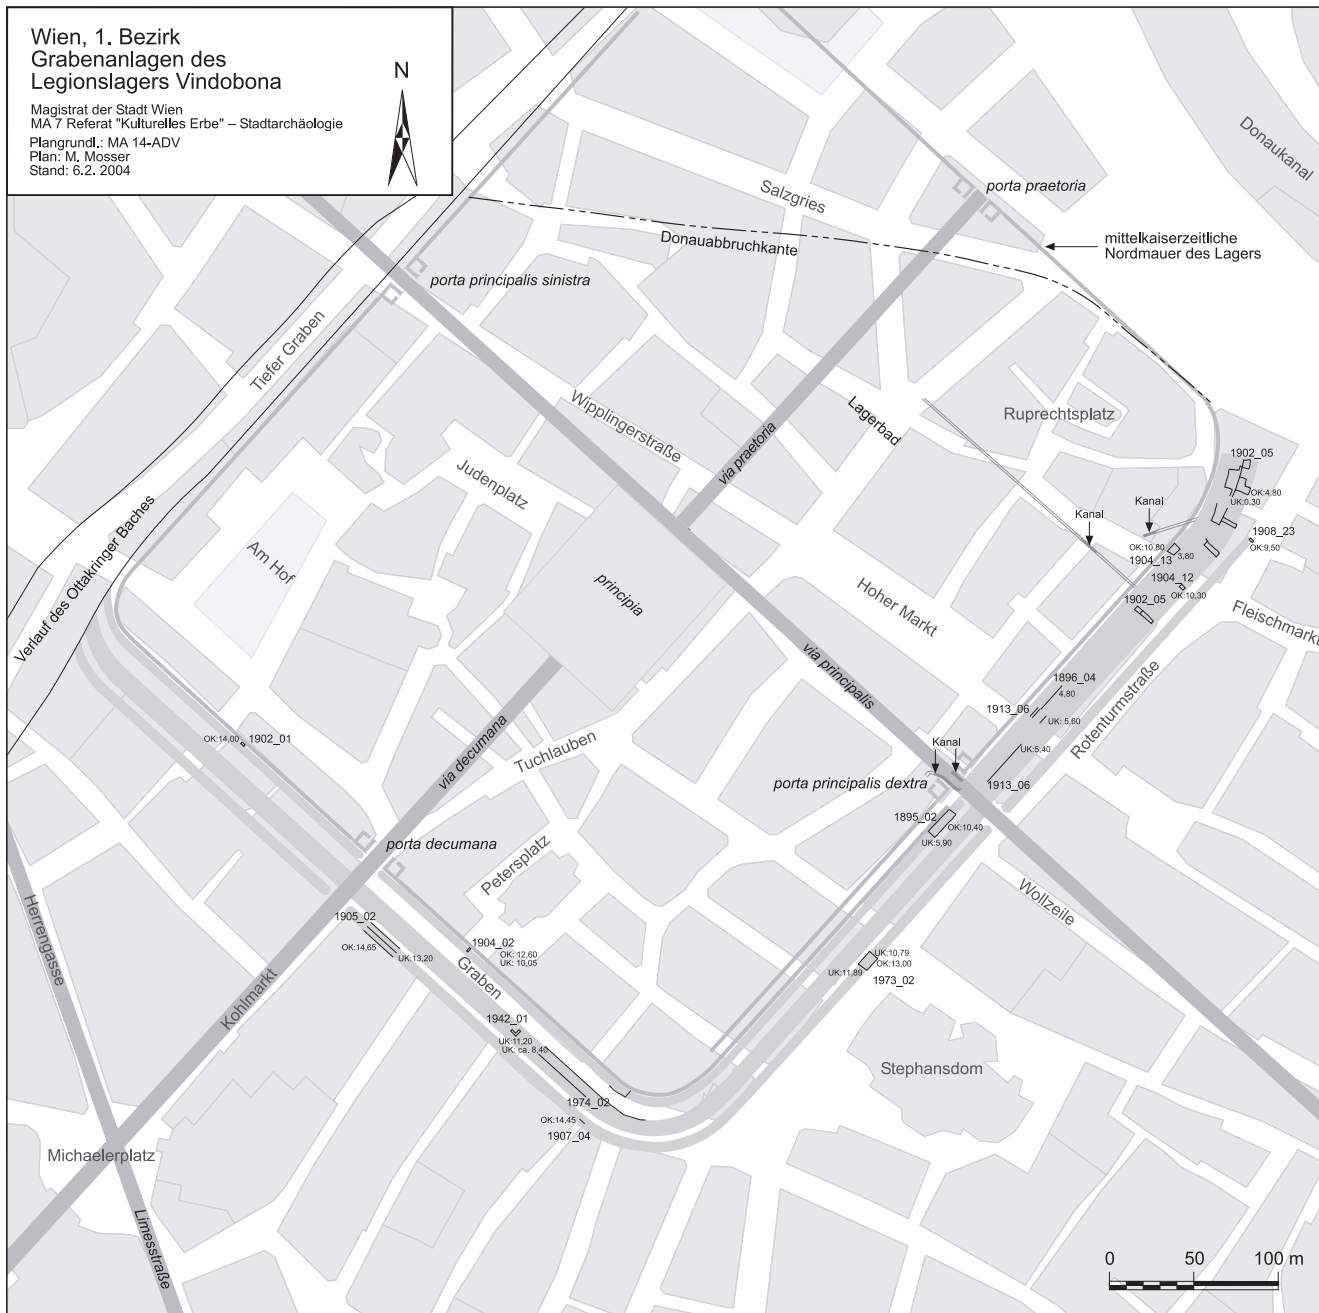 Wien, 1. Bezirk
Grabenanlagen des
Legionslagers Vindobona
Magistrat der Stadt Wien
MA 7 Referat "Kulturelles Erbe" – Stadtarchäologie
Plangrundl.: MA 14-ADV
Plan: M. Mosser
Stand: 6.2. 2004
N
Donaukanal
Salzgries
porta praetoria
Donauabbruchkante
mittelkaiserzeitliche
Nordmauer des Lagers
porta principalis sinistra
Tiefer Graben
Wipplingerstraße
Lagerbad
Ruprechtsplatz
via praetoria
Judenplatz
1902_05
OK:4,80
UK:0,30
Kanal
Kanal
1908_23
OK:9,50
OK:10,80
3,80
1904_13
1904_12
OK:10,30
1902_05
Verlauf des Ottakringer Baches
Am Hof
principia
Hoher Markt
Fleischmarkt
via principalis
1896_04
4,80
1913_06
UK: 5,60
Rotenturmstraße
UK:5,40
OK:14,00
1902_01
via decumana
Tuchlauben
Kanal
porta principalis dextra
1913_06
1895_02
OK:10,40
UK:5,90
porta decumana
Petersplatz
Wollzeile
Herrengasse
1905_02
OK:14,65
UK:13,20
1904_02
OK: 12,60
UK: 10,05
Graben
UK:10,79
OK:13,00
UK:11,89
1973_02
Kohlmarkt
1942_01
UK:11,20
UK: ca. 8,40
Stephansdom
1974_02
OK:14,45
1907_04
Michaelerplatz
Limesstraße
0 50 100 m